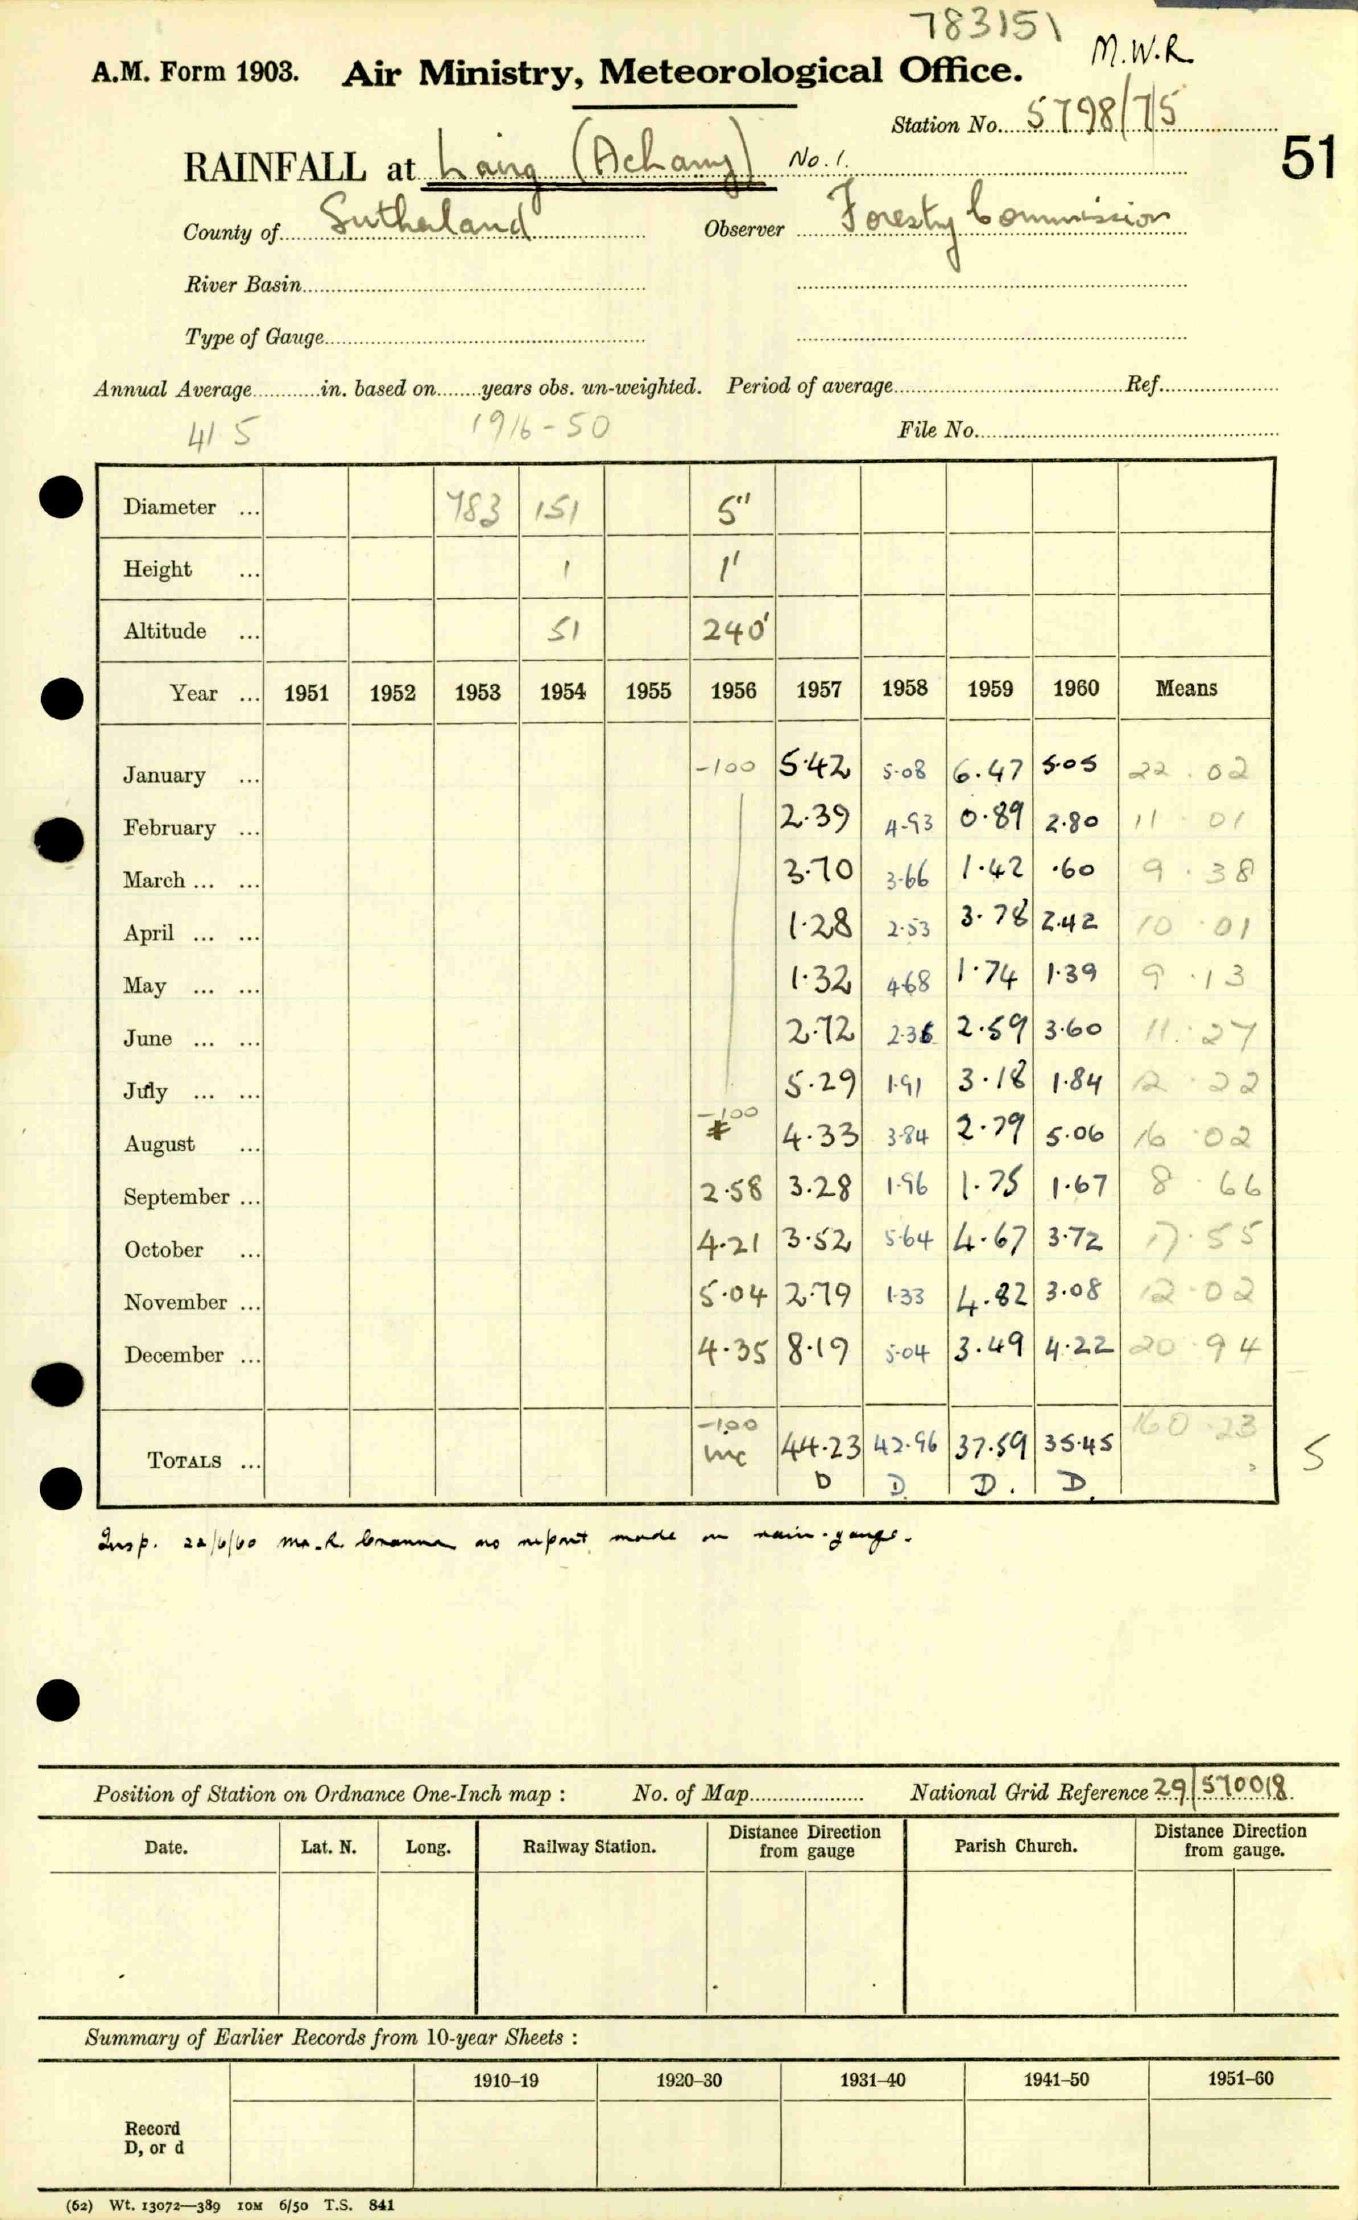 783151
M.W.R
A.M. Form 1903. Air Ministry, Meteorological Office.
Station No. 5798/75
51
RAINFALL at Lairg (Achany) No. 1.
County of Sutherland Observer Foresty Commission
River Basin
Type of Gauge
Annual Average in. based on years obs. un-weighted. Period of average Ref.
415 1916-50 File No.
Diameter ... 783 151 5"
Height ... 1 1'
Altitude ... 51 240'
Year ... 1951 1952 1953 1954 1955 1956 1957 1958 1959 1960 Means
January ... -100 5.42 5.08 6.47 5.05 22.02
February ... 2.39 4.93 0.89 2.80 11.01
March ... ... 3.70 3.66 1.42 .60 9.38
April ... ... 1.28 2.53 3.78 2.42 10.01
May ... ... 1.32 4.68 1.74 1.39 9.13
June ... ... 2.72 2.36 2.59 3.60 11.27
July ... ... 5.29 1.91 3.18 1.84 12.22
August ... -100 4.33 3.84 2.79 5.06 16.02
September ... 2.58 3.28 1.96 1.75 1.67 8.66
October ... 4.21 3.52 5.64 4.67 3.72 17.55
November ... 5.04 2.79 1.33 4.82 3.08 12.02
December ... 4.35 8.19 5.04 3.49 4.22 20.94
TOTALS ... -100 inc 44.23 42.96 37.59 35.45 160.23
D D. D. D. 5
Insp. 22/6/60 Mr. R. no report made on rain-gauge.
Position of Station on Ordnance One-Inch map : No. of Map National Grid Reference 29/570018
Date. Lat. N. Long. Railway Station. Distance Direction from gauge Parish Church. Distance Direction from gauge.
Summary of Earlier Records from 10-year Sheets :
1910–19 1920–30 1931–40 1941–50 1951–60
Record
D, or d
(62) Wt. 13072—389 10M 6/50 T.S. 841